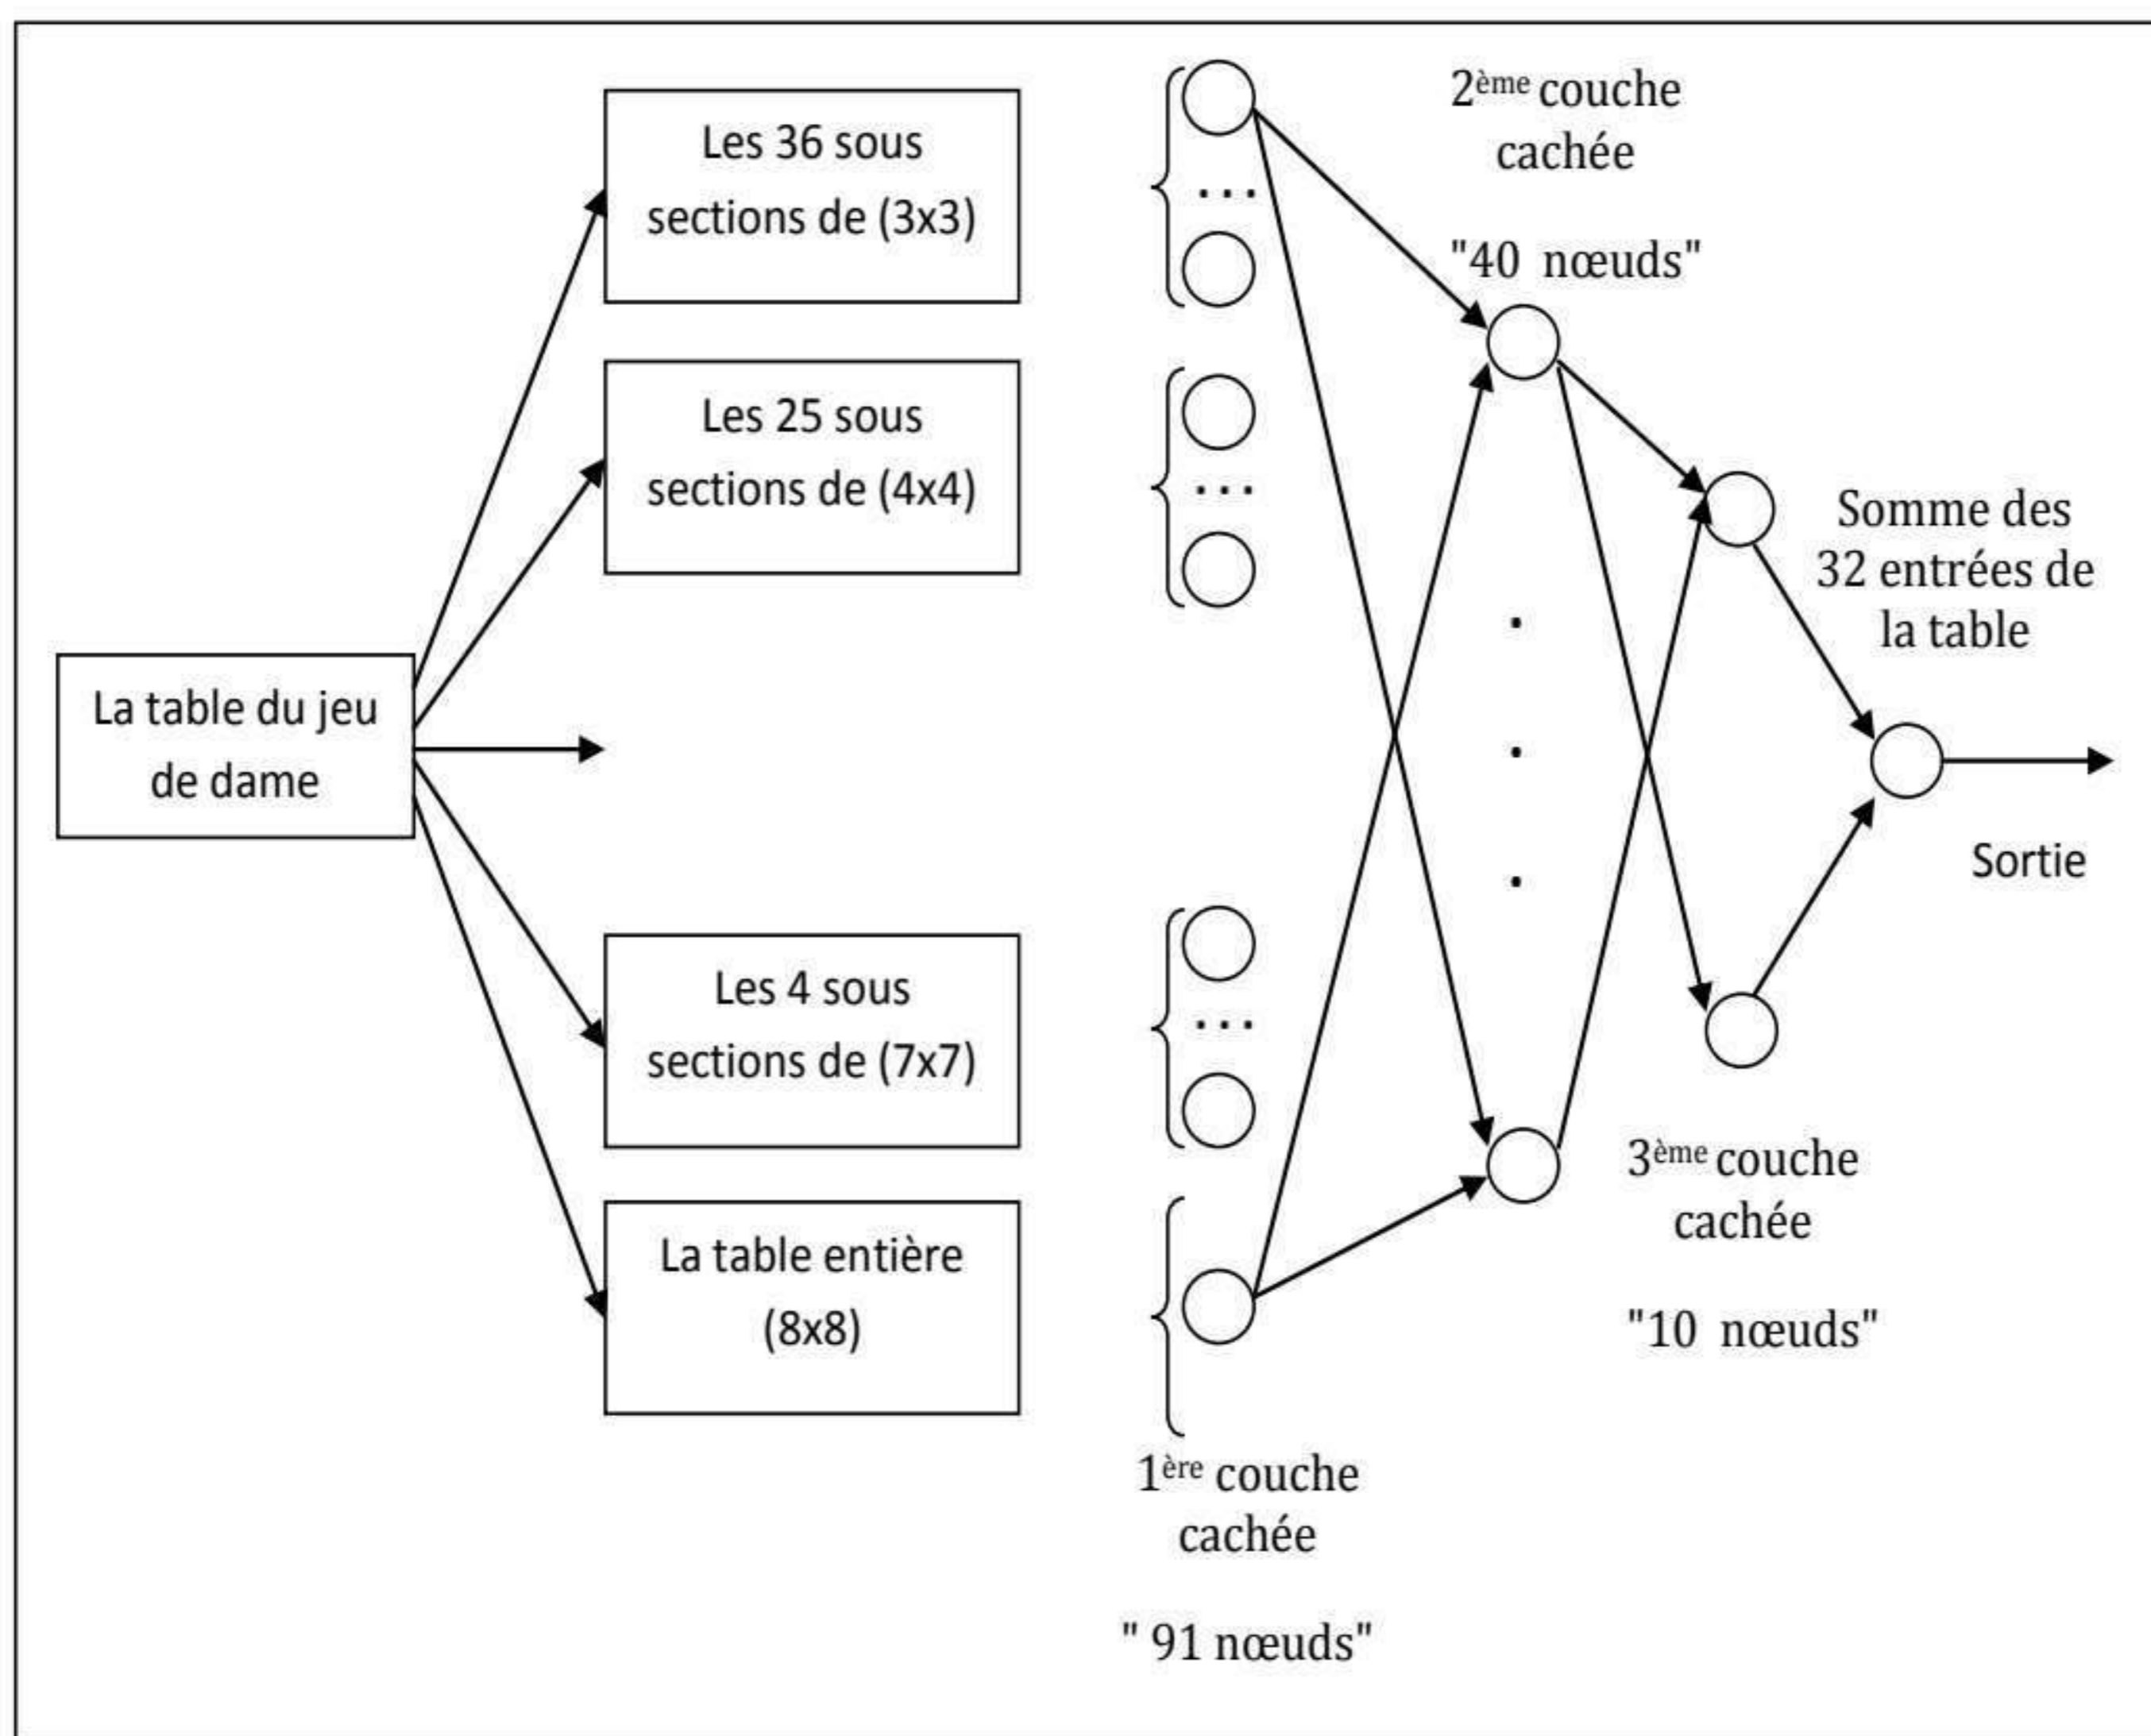 La table du jeu
de dame
Les 36 sous
sections de (3x3)
Les 25 sous
sections de (4x4)
Les 4 sous
sections de (7x7)
La table entière
(8x8)
1ère couche
cachée
" 91 nœuds"
2ème couche
cachée
"40 nœuds"
3ème couche
cachée
"10 nœuds"
Somme des
32 entrées de
la table
Sortie